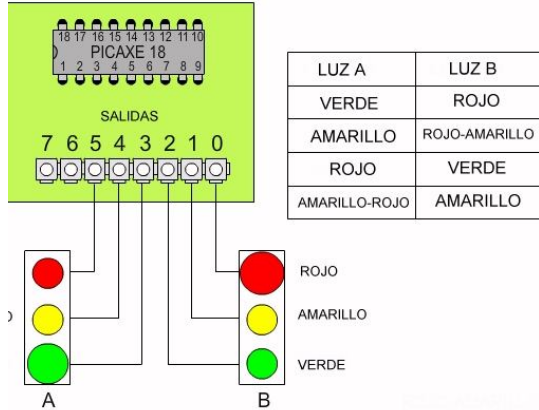 18 17 16 15 14 13 12 11 10
PICAXE 18
1 2 3 4 5 6 7 8 9
SALIDAS
7 6 5 4 3 2 1 0
LUZ A LUZ B
VERDE ROJO
AMARILLO ROJO-AMARILLO
ROJO VERDE
AMARILLO-ROJO AMARILLO
ROJO
AMARILLO
VERDE
A B